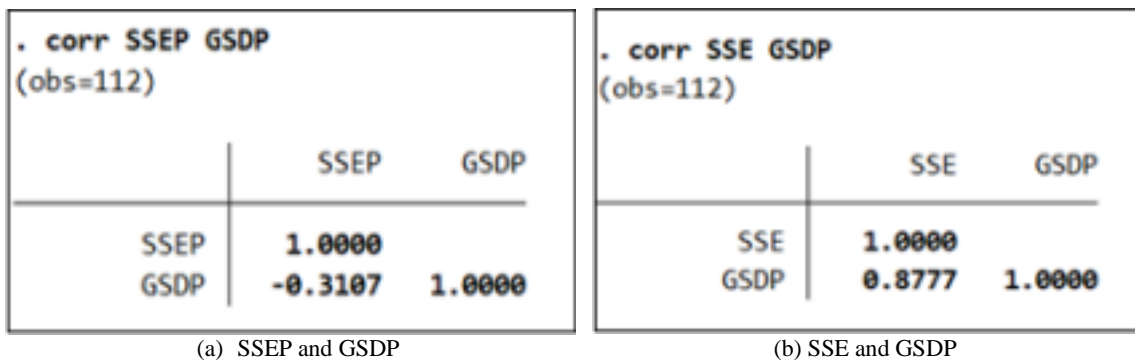 . corr SSEP GSDP
(obs=112)
SSEP GSDP
SSEP 1.0000
GSDP -0.3107 1.0000
(a) SSEP and GSDP
. corr SSE GSDP
(obs=112)
SSE GSDP
SSE 1.0000
GSDP 0.8777 1.0000
(b) SSE and GSDP